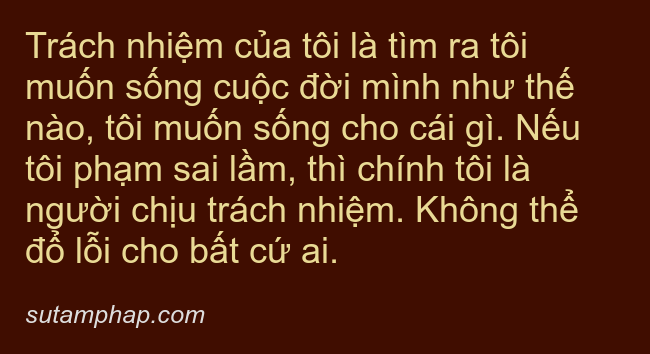 Trách nhiệm của tôi là tìm ra tôi
muốn sống cuộc đời mình như thế
nào, tôi muốn sống cho cái gì. Nếu
tôi phạm sai lầm, thì chính tôi là
người chịu trách nhiệm. Không thể
đổ lỗi cho bất cứ ai.
sutamphap.com